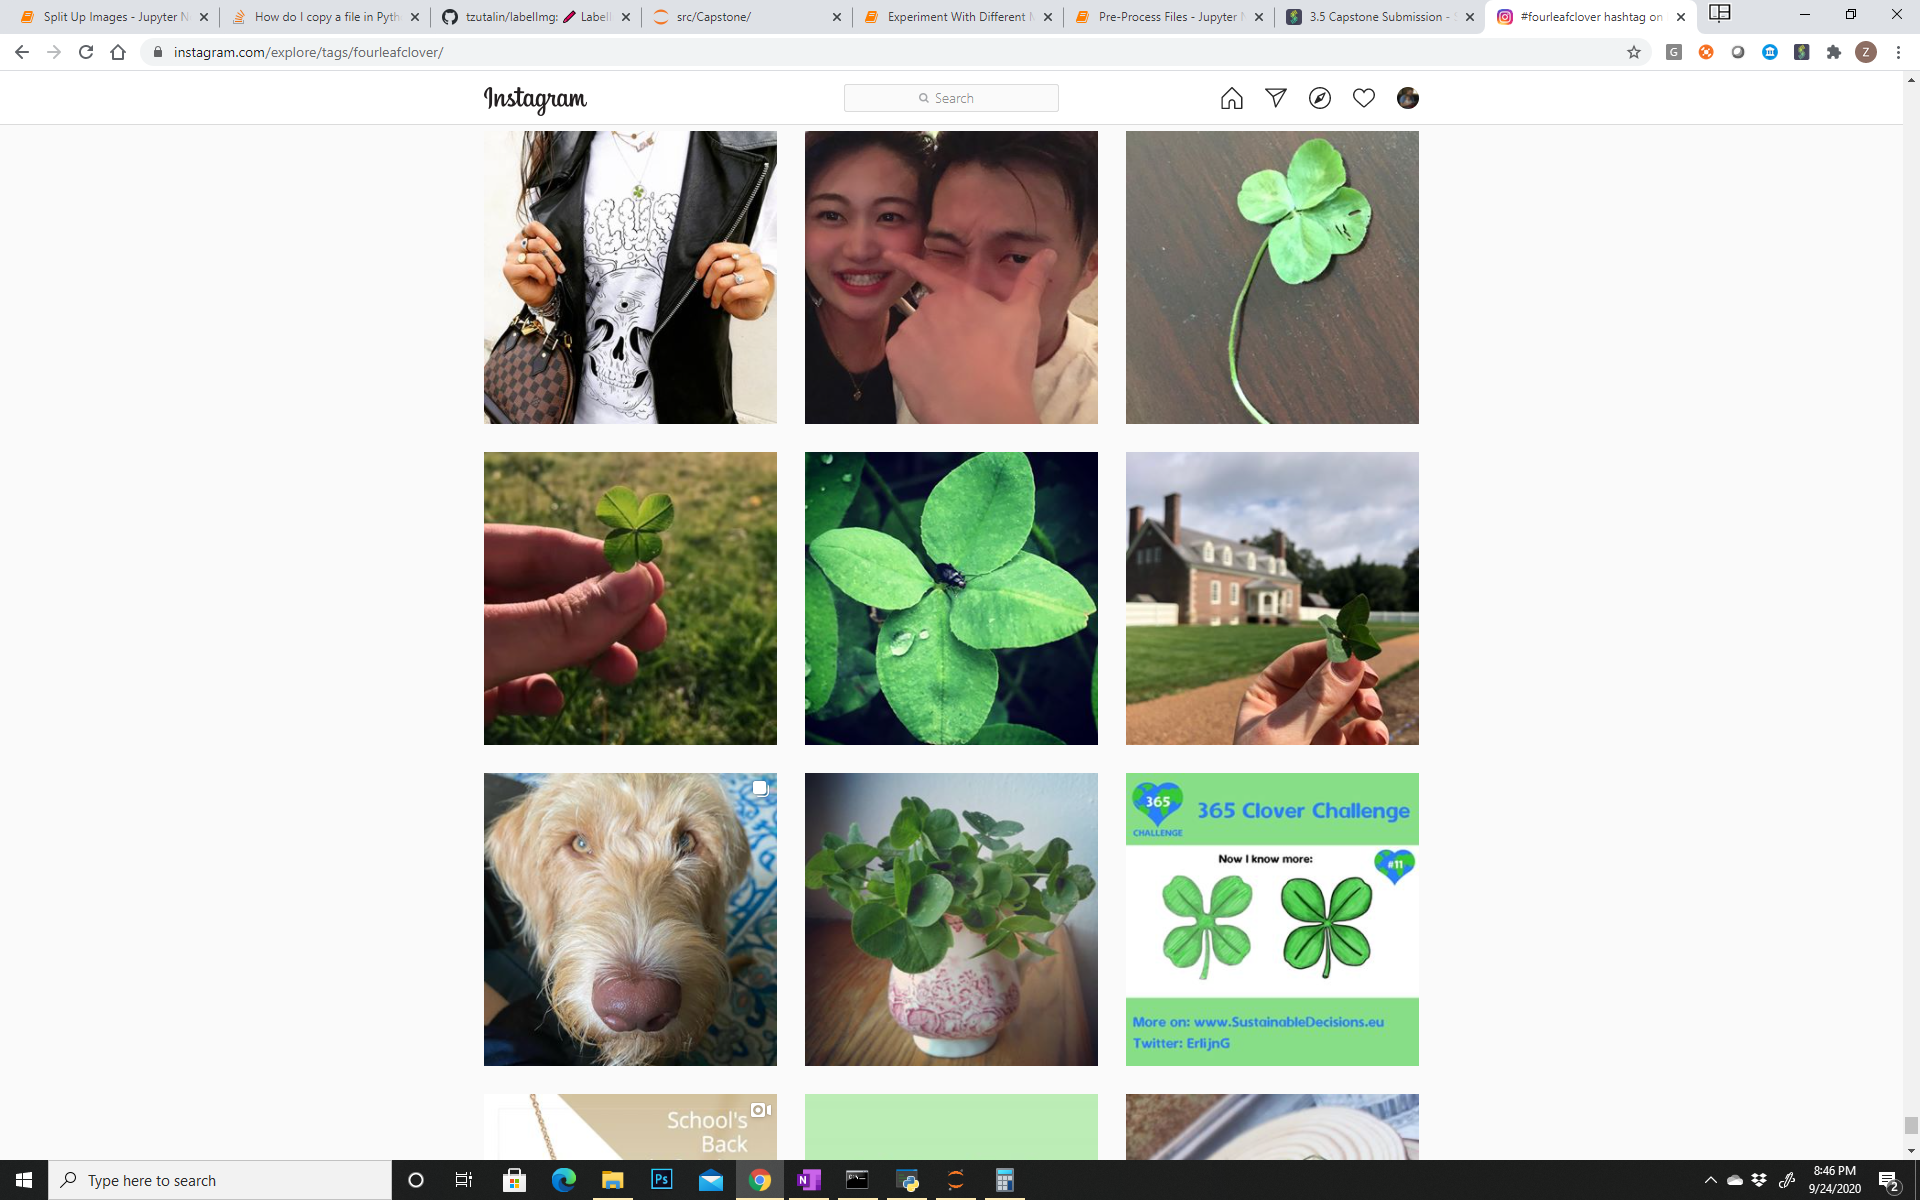 Split Up Images - Jupyter N
How do I copy a file in Pyth
tzutalin/labelImg: 🖍 Labell
src/Capstone/
Experiment With Different M
Pre-Process Files - Jupyter N
3.5 Capstone Submission - S
#fourleafclover hashtag on
instagram.com/explore/tags/fourleafclover/
G
Z
Instagram
Search
365
CHALLENGE
365 Clover Challenge
Now I know more:
#11
More on: www.SustainableDecisions.eu
Twitter: ErlijnG
School's
Back
Type here to search
Ps
N
8:46 PM
9/24/2020
2